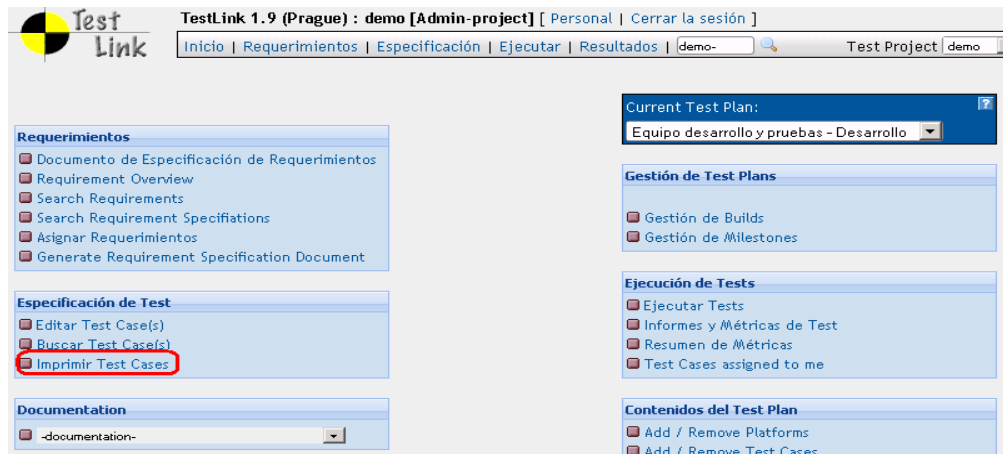 Test Link
TestLink 1.9 (Prague) : demo [Admin-project] [ Personal | Cerrar la sesión ]
Inicio | Requerimientos | Especificación | Ejecutar | Resultados | demo-
Test Project demo
Requerimientos
Documento de Especificación de Requerimientos
Requirement Overview
Search Requirements
Search Requirement Specifiations
Asignar Requerimientos
Generate Requirement Specification Document
Especificación de Test
Editar Test Case(s)
Buscar Test Case(s)
Imprimir Test Cases
Documentation
-documentation-
Current Test Plan:
?
Equipo desarrollo y pruebas - Desarrollo
Gestión de Test Plans
Gestión de Builds
Gestión de Milestones
Ejecución de Tests
Ejecutar Tests
Informes y Métricas de Test
Resumen de Métricas
Test Cases assigned to me
Contenidos del Test Plan
Add / Remove Platforms
Add / Remove Test Cases